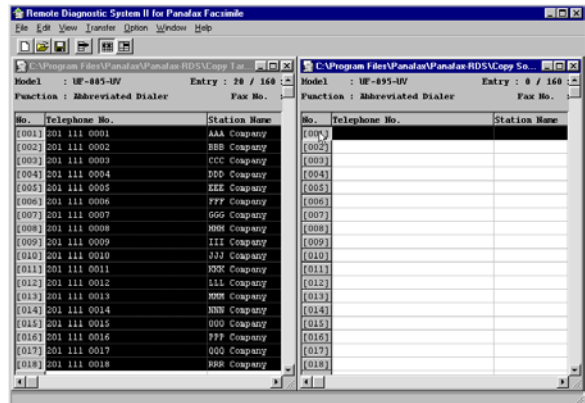 Remote Diagnostic System II for Panafax Facsimile
File Edit View Transfer Option Window Help
C:\Program Files\Panafax\Panafax-RDS\Copy Tar...
Model : UF-885-UV Entry : 20 / 160
Function : Abbreviated Dialer Fax No. :
No. Telephone No. Station Name
[001] 201 111 0001 AAA Company
[002] 201 111 0002 BBB Company
[003] 201 111 0003 CCC Company
[004] 201 111 0004 DDD Company
[005] 201 111 0005 EEE Company
[006] 201 111 0006 FFF Company
[007] 201 111 0007 GGG Company
[008] 201 111 0008 HHH Company
[009] 201 111 0009 III Company
[010] 201 111 0010 JJJ Company
[011] 201 111 0011 KKK Company
[012] 201 111 0012 LLL Company
[013] 201 111 0013 MMM Company
[014] 201 111 0014 NNN Company
[015] 201 111 0015 OOO Company
[016] 201 111 0016 PPP Company
[017] 201 111 0017 QQQ Company
[018] 201 111 0018 RRR Company
C:\Program Files\Panafax\Panafax-RDS\Copy So...
Model : UF-895-UV Entry : 0 / 160
Function : Abbreviated Dialer Fax No. :
No. Telephone No. Station Name
[001]
[002]
[003]
[004]
[005]
[006]
[007]
[008]
[009]
[010]
[011]
[012]
[013]
[014]
[015]
[016]
[017]
[018]